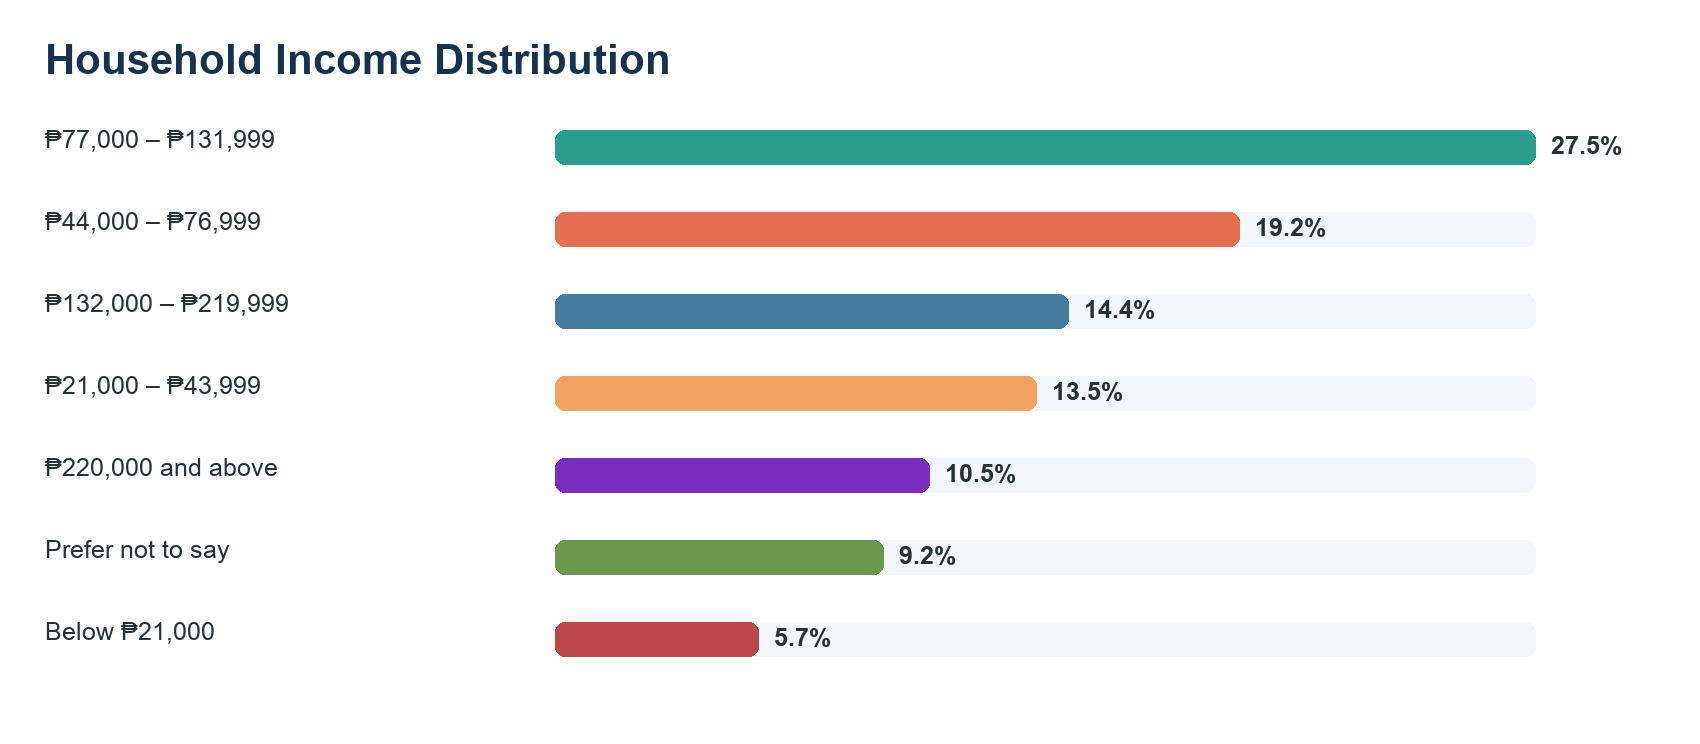 Household Income Distribution
₱77,000 – ₱131,999 27.5%
₱44,000 – ₱76,999 19.2%
₱132,000 – ₱219,999 14.4%
₱21,000 – ₱43,999 13.5%
₱220,000 and above 10.5%
Prefer not to say 9.2%
Below ₱21,000 5.7%